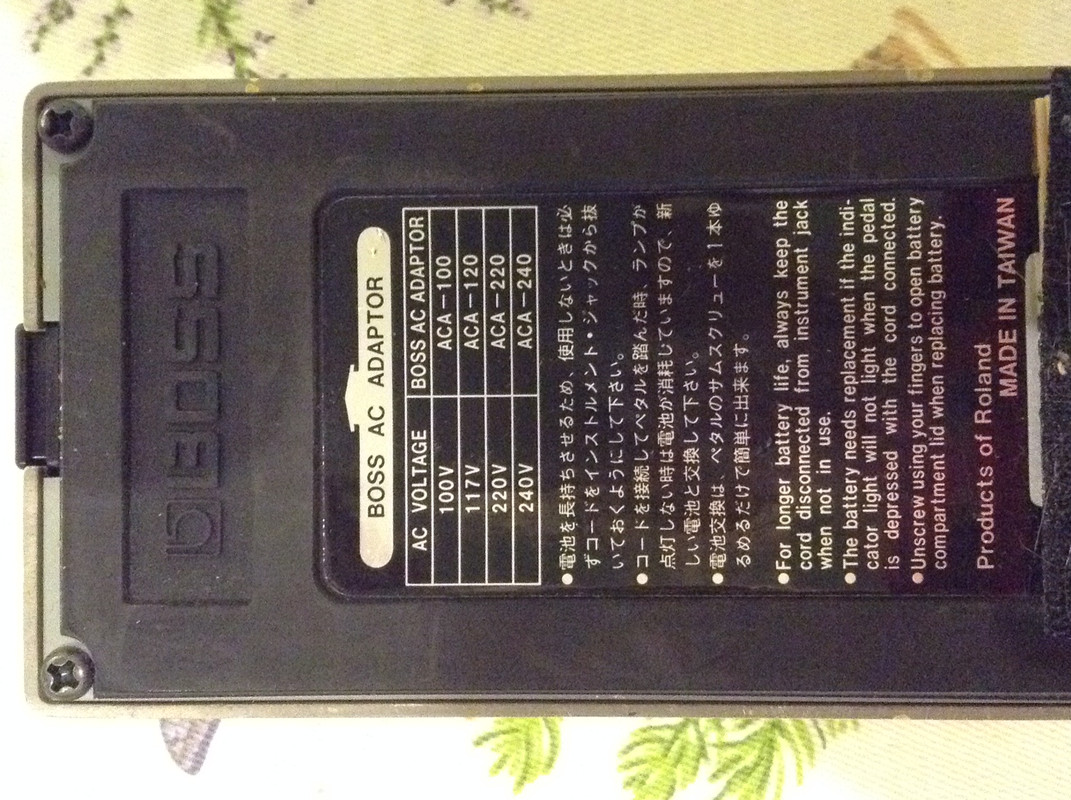 BOSS
BOSS AC ADAPTOR
AC VOLTAGE BOSS AC ADAPTOR
100V ACA-100
117V ACA-120
220V ACA-220
240V ACA-240
●電池を長持ちさせるため、使用しないときは必
ずコードをインストルメント・ジャックから抜
いておくようにして下さい。
●コードを接続してペタルを踏んだ時、ランプが
点灯しない時は電池が消耗していますので、新
しい電池と交換して下さい。
●電池交換は、ペタルのサムスクリューを1本ゆ
るめるだけで簡単に出来ます。
●For longer battery life, always keep the
cord disconnected from instrument jack
when not in use.
●The battery needs replacement if the indi-
cator light will not light when the pedal
is depressed with the cord connected.
●Unscrew using your fingers to open battery
compartment lid when replacing battery.
Products of Roland
MADE IN TAIWAN